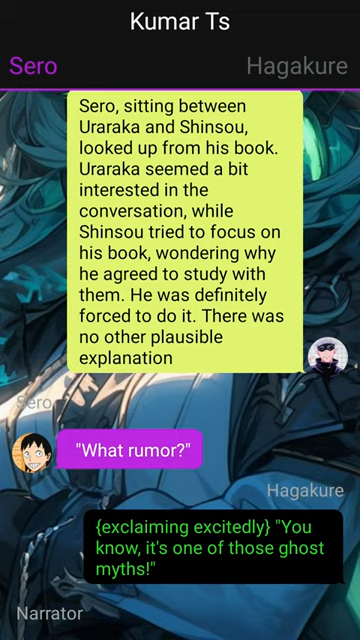 Kumar Ts
Sero
Hagakure
Sero, sitting between
Uraraka and Shinsou,
looked up from his book.
Uraraka seemed a bit
interested in the
conversation, while
Shinsou tried to focus on
his book, wondering why
he agreed to study with
them. He was definitely
forced to do it. There was
no other plausible
explanation
Sero
"What rumor?"
Hagakure
{exclaiming excitedly} "You
know, it's one of those ghost
myths!"
Narrator